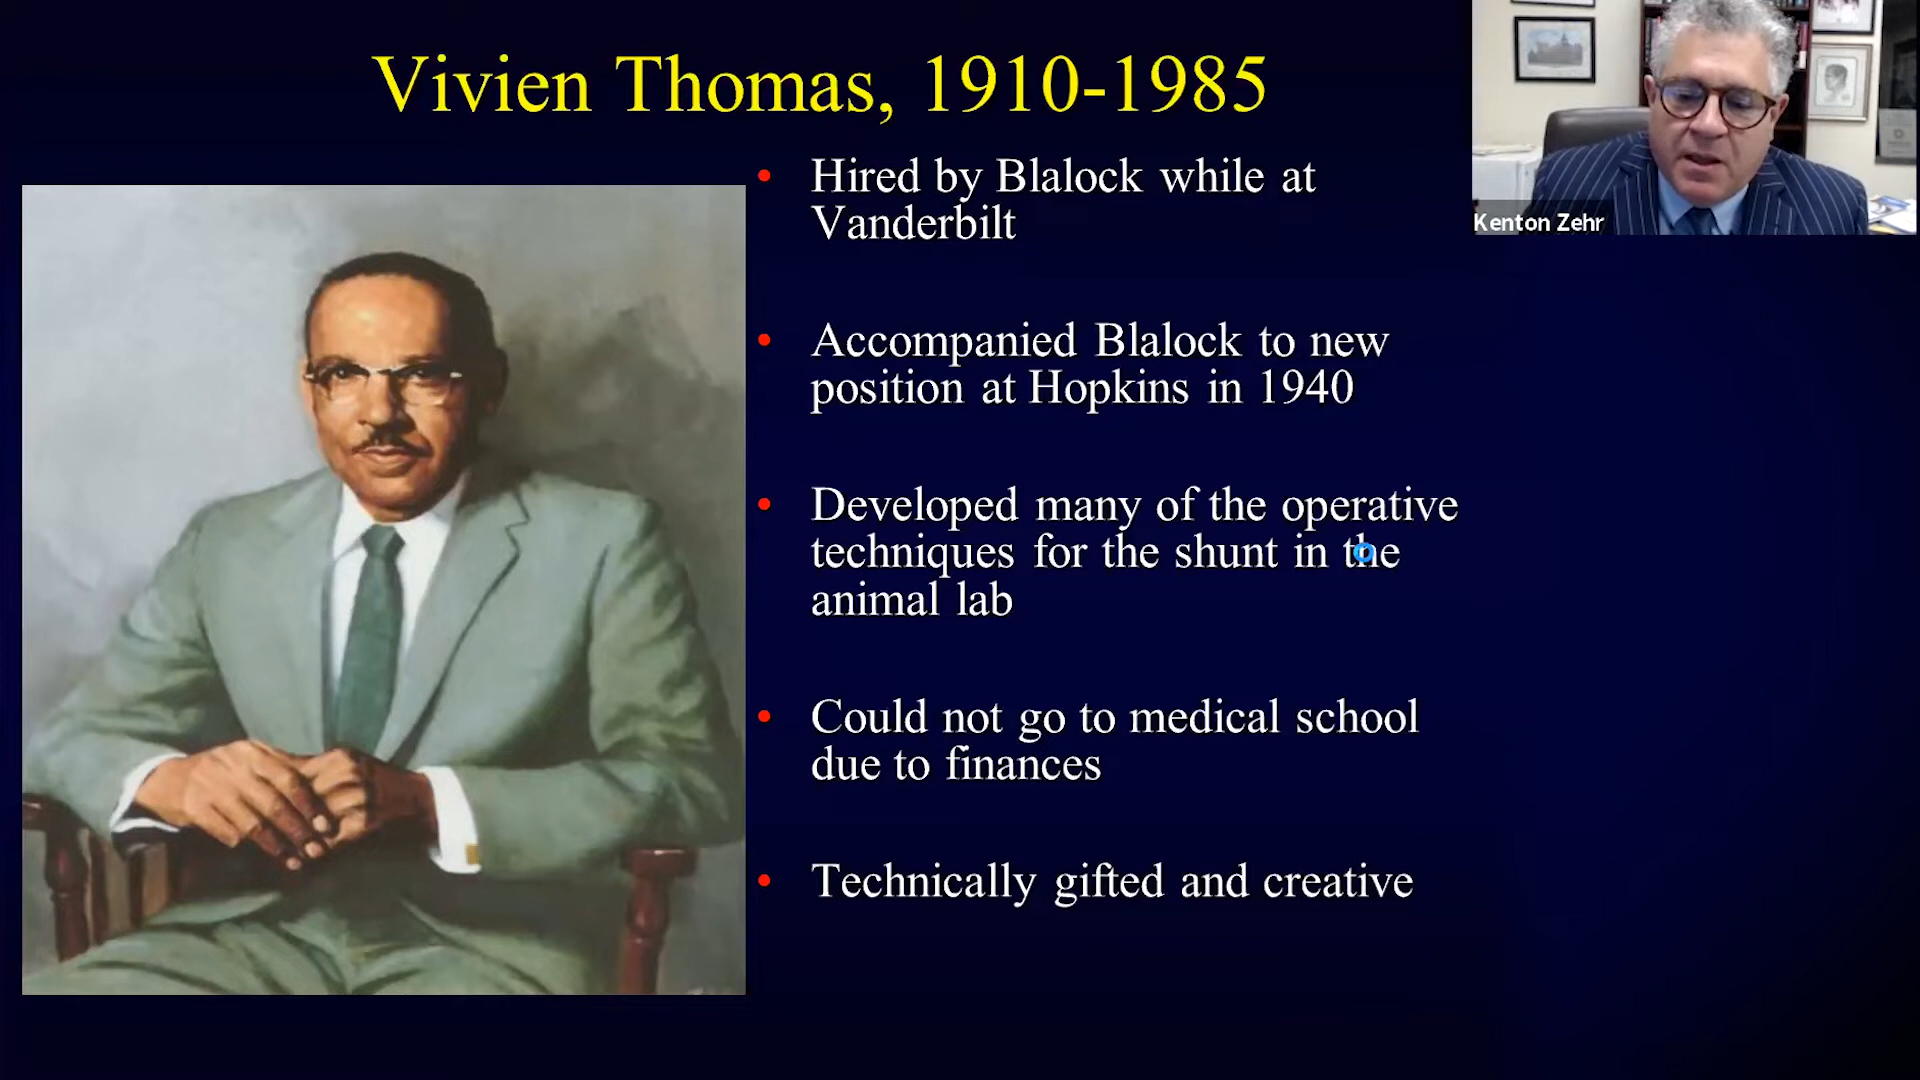 Vivien Thomas, 1910-1985
• Hired by Blalock while at
Vanderbilt
• Accompanied Blalock to new
position at Hopkins in 1940
• Developed many of the operative
techniques for the shunt in the
animal lab
• Could not go to medical school
due to finances
• Technically gifted and creative
Kenton Zehr